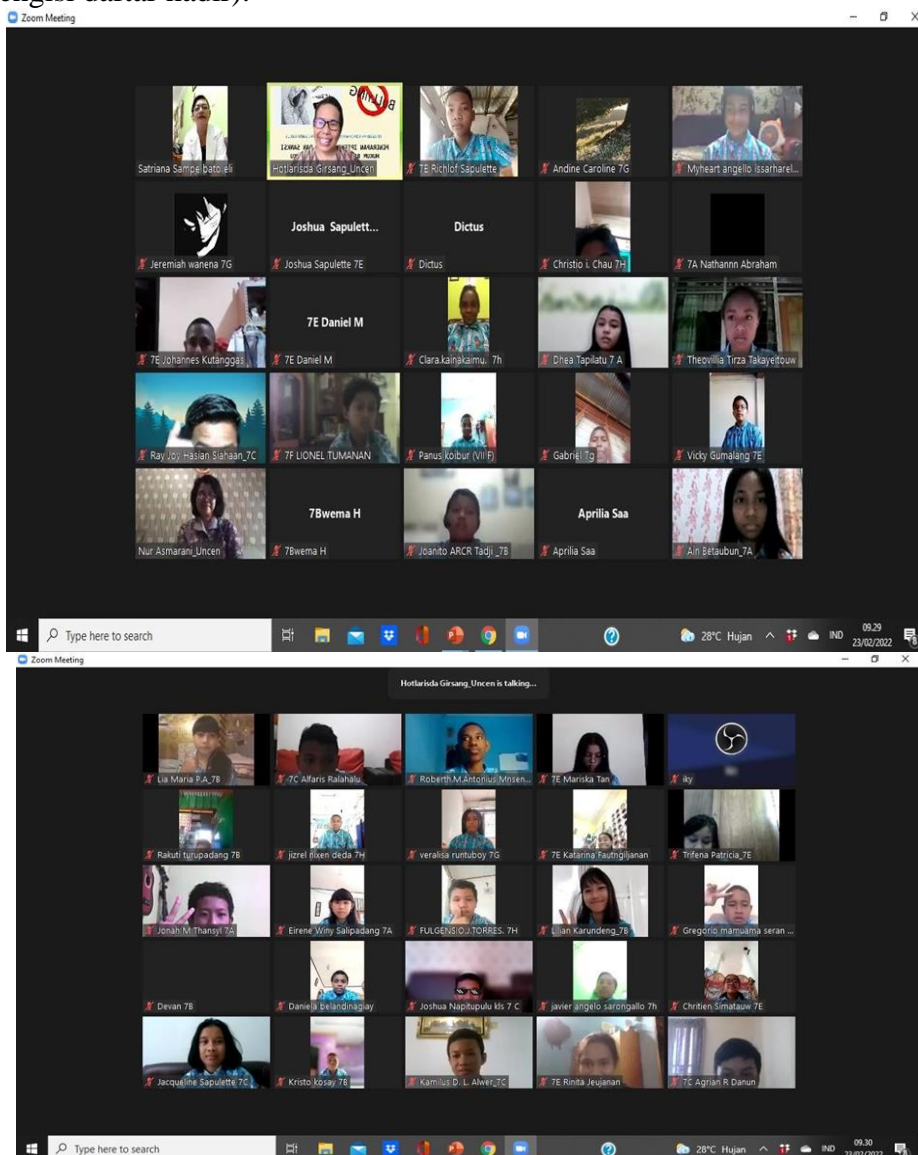 engisi daftar hadir).
Zoom Meeting
BULLYING
Satriana Sampe bato eli
Hotlarisda Girsang_Uncen
7E Richlof Sapulette
Andine Caroline 7G
Myheart angello Issarharel...
Joshua Sapulett...
Dictus
Jeremiah wanena 7G
Joshua Sapulette 7E
Dictus
Christio i. Chau 7H
7A Nathannn Abraham
7E Daniel M
7E Johannes Kutanggas
7E Daniel M
Clara.kainakaimu. 7h
Dhea Tapilatu 7 A
Theovillia Tirza Takayeitouw
Ray Joy Hasian Siahaan_7C
7F LIONEL TUMANAN
Panus koibur (VII F)
Gabriel 7g
Vicky Gumalang 7E
7Bwema H
Aprilia Saa
Nur Asmarani_Uncen
7Bwema H
Joanito ARCR Tadji _7B
Aprilia Saa
Ain Betaubun_7A
Type here to search
28°C Hujan
IND
09.29
23/02/2022
Zoom Meeting
Hotlarisda Girsang_Uncen is talking...
Lia Maria P.A_7B
7C Alfaris Ralahalu
Roberth.M.Antonius Mnsen...
7E Mariska Tan
iky
Rakuti turupadang 7B
jizrel nixen deda 7H
veralisa runtuboy 7G
7E Katarina Fautngiljanan
Trifena Patricia_7E
Jonah M Thansyl 7A
Eirene Winy Salipadang 7A
FULGENSIO.J.TORRES. 7H
Lilian Karundeng_7B
Gregorio mamuama seran ...
Devan 7B
Daniela belandinagiay
Joshua Napitupulu kls 7 C
javier angelo sarongallo 7h
Chritien Simatauw 7E
Jacqueline Sapulette 7C
Kristo kosay 7B
Kamilus D. L. Alwer_7C
7E Rinita Jeujanan
7C Agrian R Danun
Type here to search
28°C Hujan
IND
09.30
23/02/2022